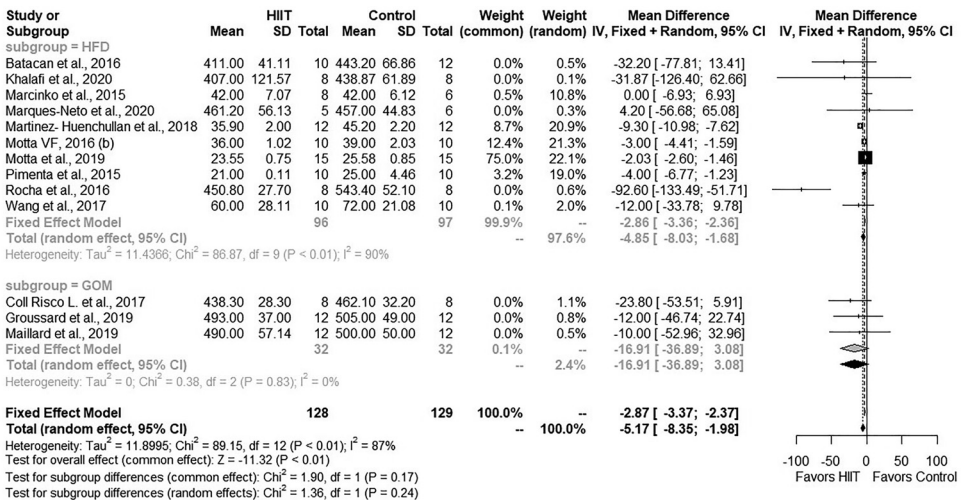 Study or HIIT Control Weight Weight Mean Difference Mean Difference
Subgroup Mean SD Total Mean SD Total (common) (random) IV, Fixed + Random, 95% CI IV, Fixed + Random, 95% CI
subgroup = HFD
Batacan et al., 2016 411.00 41.11 10 443.20 66.86 12 0.0% 0.5% -32.20 [-77.81; 13.41]
Khalafi et al., 2020 407.00 121.57 8 438.87 61.89 8 0.0% 0.1% -31.87 [-126.40; 62.66]
Marcinko et al., 2015 42.00 7.07 8 42.00 6.12 6 0.5% 10.8% 0.00 [-6.93; 6.93]
Marques-Neto et al., 2020 461.20 56.13 5 457.00 44.83 6 0.0% 0.3% 4.20 [-56.68; 65.08]
Martinez- Huenchullan et al., 2018 35.90 2.00 12 45.20 2.20 12 8.7% 20.9% -9.30 [-10.98; -7.62]
Motta VF, 2016 (b) 36.00 1.02 10 39.00 2.03 10 12.4% 21.3% -3.00 [-4.41; -1.59]
Motta et al., 2019 23.55 0.75 15 25.58 0.85 15 75.0% 22.1% -2.03 [-2.60; -1.46]
Pimenta et al., 2015 21.00 0.11 10 25.00 4.46 10 3.2% 19.0% -4.00 [-6.77; -1.23]
Rocha et al., 2016 450.80 27.70 8 543.40 52.10 8 0.0% 0.6% -92.60 [-133.49; -51.71]
Wang et al., 2017 60.00 28.11 10 72.00 21.08 10 0.1% 2.0% -12.00 [-33.78; 9.78]
Fixed Effect Model 96 97 99.9% -- -2.86 [-3.36; -2.36]
Total (random effect, 95% CI) -- 97.6% -4.85 [-8.03; -1.68]
Heterogeneity: Tau² = 11.4366; Chi² = 86.87, df = 9 (P < 0.01); I² = 90%
subgroup = GOM
Coll Risco L. et al., 2017 438.30 28.30 8 462.10 32.20 8 0.0% 1.1% -23.80 [-53.51; 5.91]
Groussard et al., 2019 493.00 37.00 12 505.00 49.00 12 0.0% 0.8% -12.00 [-46.74; 22.74]
Maillard et al., 2019 490.00 57.14 12 500.00 50.00 12 0.0% 0.5% -10.00 [-52.96; 32.96]
Fixed Effect Model 32 32 0.1% -- -16.91 [-36.89; 3.08]
Total (random effect, 95% CI) -- 2.4% -16.91 [-36.89; 3.08]
Heterogeneity: Tau² = 0; Chi² = 0.38, df = 2 (P = 0.83); I² = 0%
Fixed Effect Model 128 129 100.0% -- -2.87 [-3.37; -2.37]
Total (random effect, 95% CI) -- 100.0% -5.17 [-8.35; -1.98]
Heterogeneity: Tau² = 11.8995; Chi² = 89.15, df = 12 (P < 0.01); I² = 87%
Test for overall effect (common effect): Z = -11.32 (P < 0.01)
Test for subgroup differences (common effect): Chi² = 1.90, df = 1 (P = 0.17)
Test for subgroup differences (random effects): Chi² = 1.36, df = 1 (P = 0.24)
-100 -50 0 50 100
Favors HIIT Favors Control